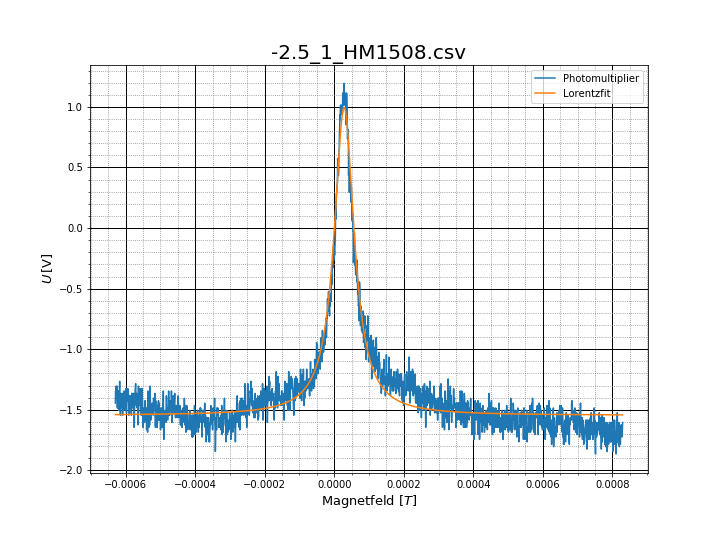 -2.5_1_HM1508.csv
Photomultiplier
Lorentzfit
1.0
0.5
0.0
−0.5
−1.0
−1.5
−2.0
U [V]
−0.0006 −0.0004 −0.0002 0.0000 0.0002 0.0004 0.0006 0.0008
Magnetfeld [T]